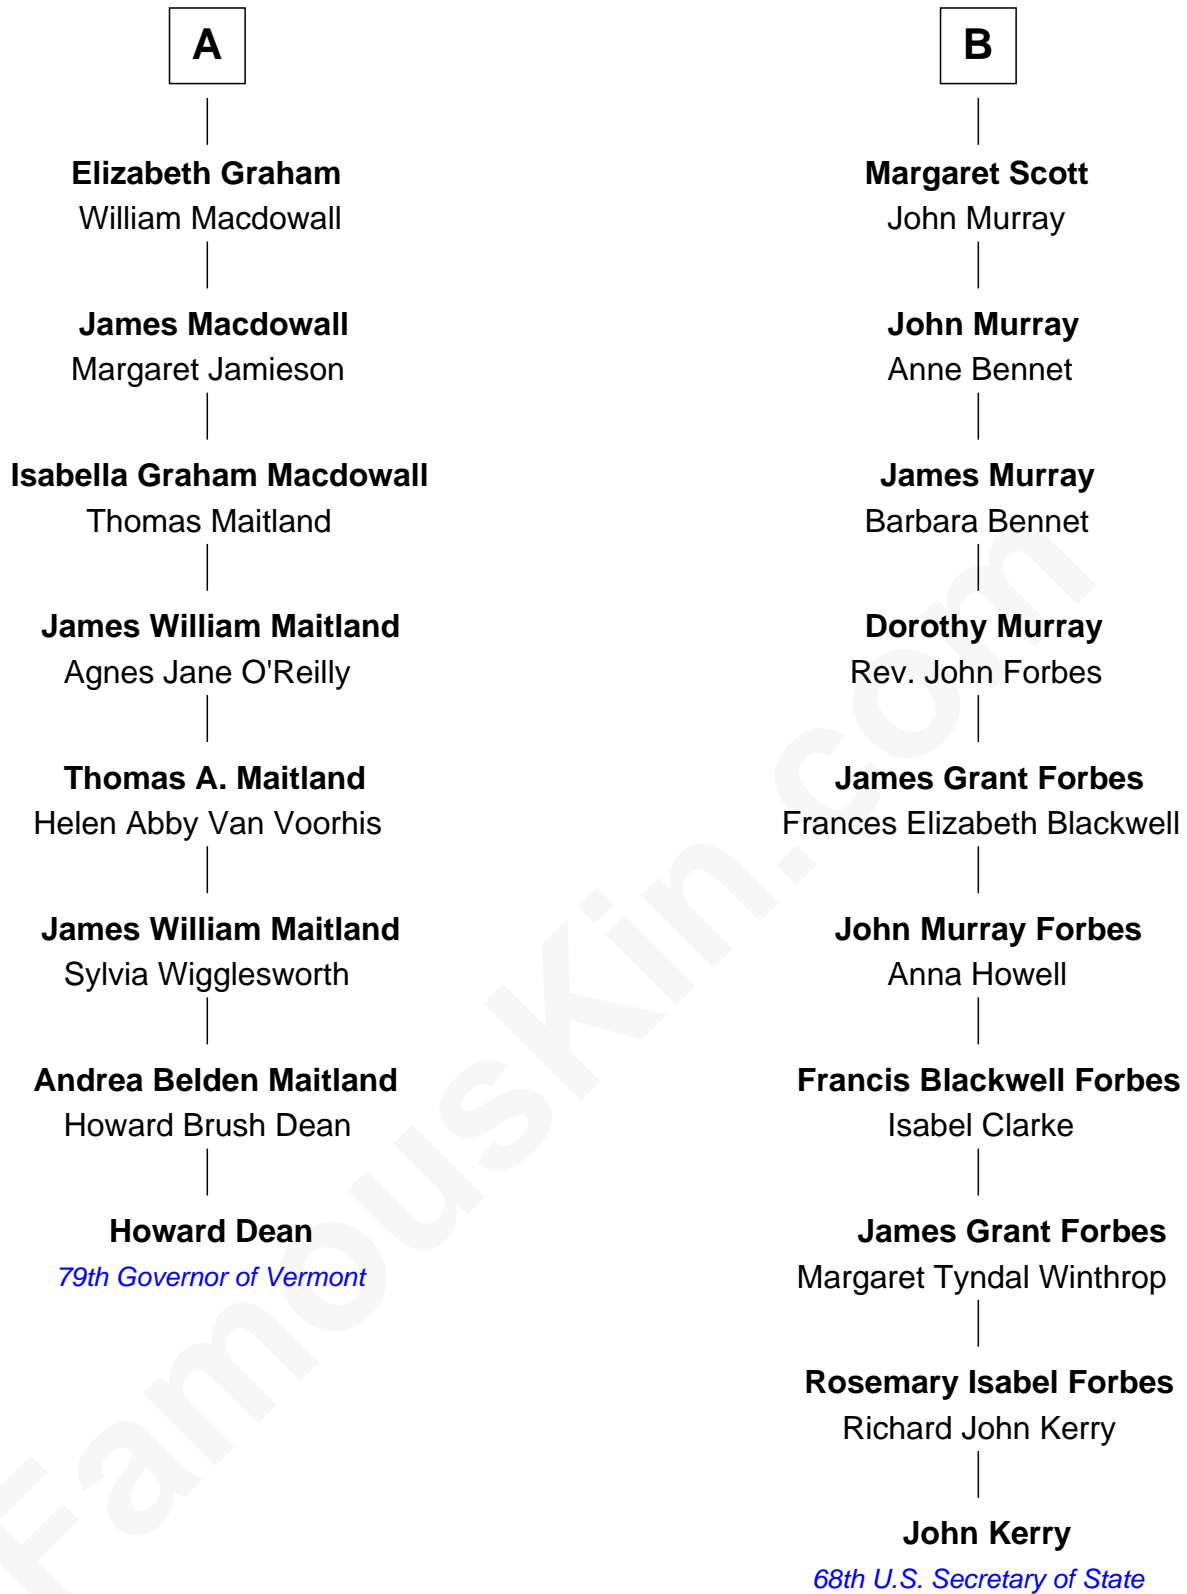 A
Elizabeth Graham
William Macdowall
James Macdowall
Margaret Jamieson
Isabella Graham Macdowall
Thomas Maitland
James William Maitland
Agnes Jane O'Reilly
Thomas A. Maitland
Helen Abby Van Voorhis
James William Maitland
Sylvia Wigglesworth
Andrea Belden Maitland
Howard Brush Dean
Howard Dean
79th Governor of Vermont
B
Margaret Scott
John Murray
John Murray
Anne Bennet
James Murray
Barbara Bennet
Dorothy Murray
Rev. John Forbes
James Grant Forbes
Frances Elizabeth Blackwell
John Murray Forbes
Anna Howell
Francis Blackwell Forbes
Isabel Clarke
James Grant Forbes
Margaret Tyndal Winthrop
Rosemary Isabel Forbes
Richard John Kerry
John Kerry
68th U.S. Secretary of State
FamousKin.com